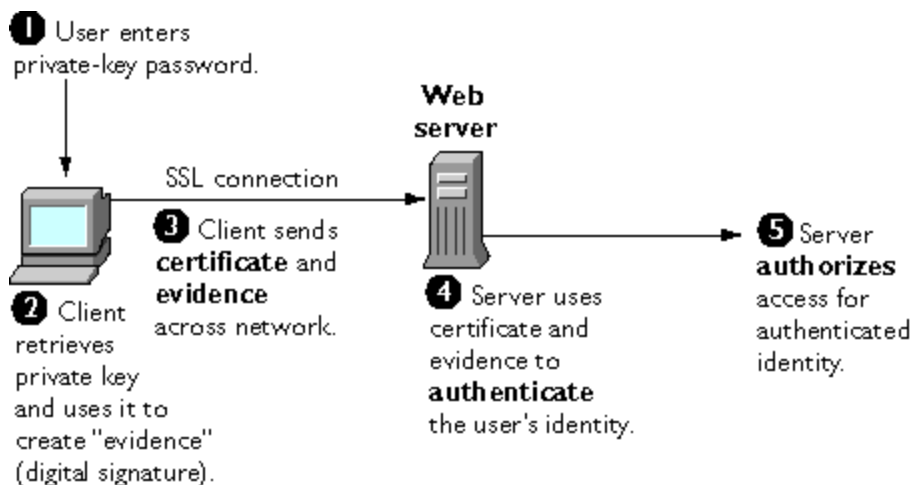 1 User enters
private-key password.
Web
server
SSL connection
3 Client sends
certificate and
evidence
across network.
2 Client
retrieves
private key
and uses it to
create "evidence"
(digital signature).
4 Server uses
certificate and
evidence to
authenticate
the user's identity.
5 Server
authorizes
access for
authenticated
identity.